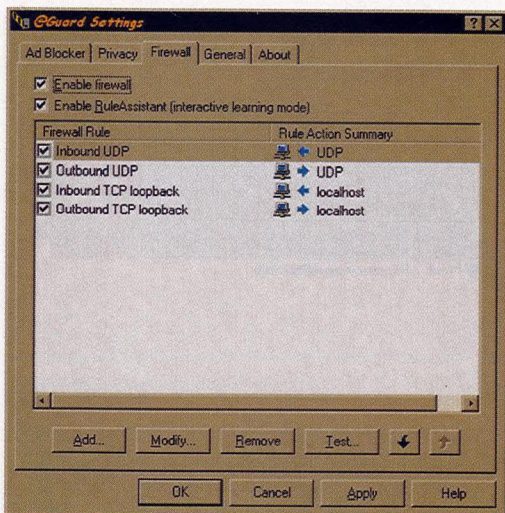 @Guard Settings
Ad Blocker Privacy Firewall General About
Enable firewall
Enable RuleAssistant (interactive learning mode)
Firewall Rule Rule Action Summary
Inbound UDP UDP
Outbound UDP UDP
Inbound TCP loopback localhost
Outbound TCP loopback localhost
Add... Modify... Remove Test...
OK Cancel Apply Help